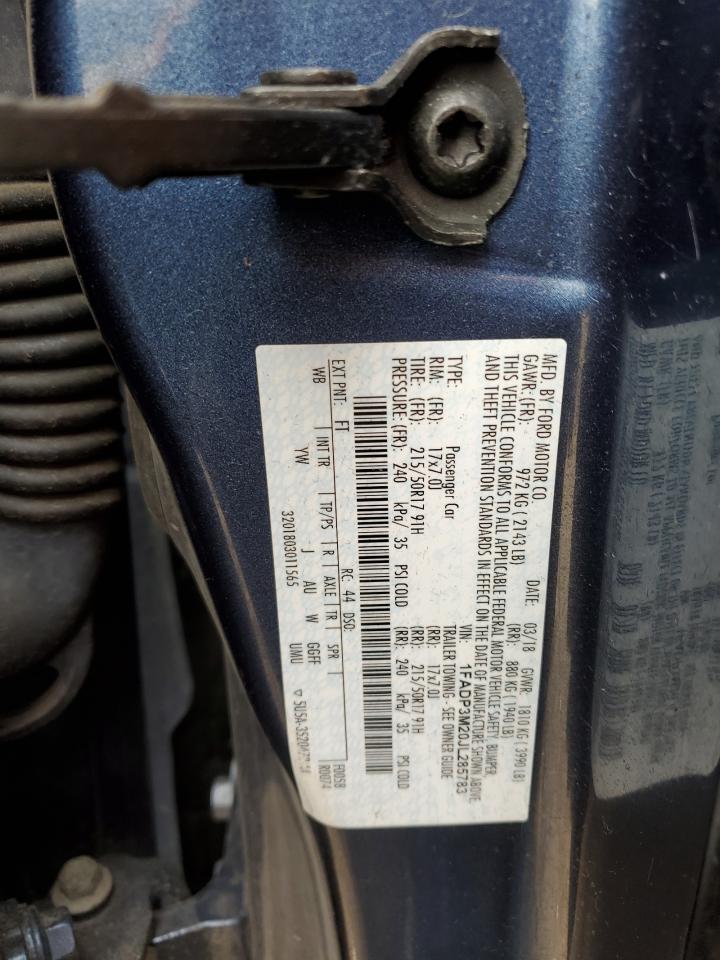 MFD. BY FORD MOTOR CO.
DATE: 03/18 GVWR: 1810 KG ( 3990 LB)
GAWR: (FR): 972 KG ( 2143 LB) (RR): 880 KG ( 1940 LB)
THIS VEHICLE CONFORMS TO ALL APPLICABLE FEDERAL MOTOR VEHICLE SAFETY, BUMPER,
AND THEFT PREVENTION STANDARDS IN EFFECT ON THE DATE OF MANUFACTURE SHOWN ABOVE.
VIN: 1FADP3M20JL285783
TYPE: Passenger Car TRAILER TOWING - SEE OWNER GUIDE
RIM: (FR): 17x7.0J (RR): 17x7.0J
TIRE: (FR): 215/50R17 91H (RR): 215/50R17 91H
PRESSURE (FR): 240 kPa/ 35 PSI COLD (RR): 240 kPa/ 35 PSI COLD
RC: 44 DSO:
EXT PNT: FT INT TR TP/PS R AXLE TR SPR F0058
WB YW J AU W GGFF R0074
3201803011565 UMU